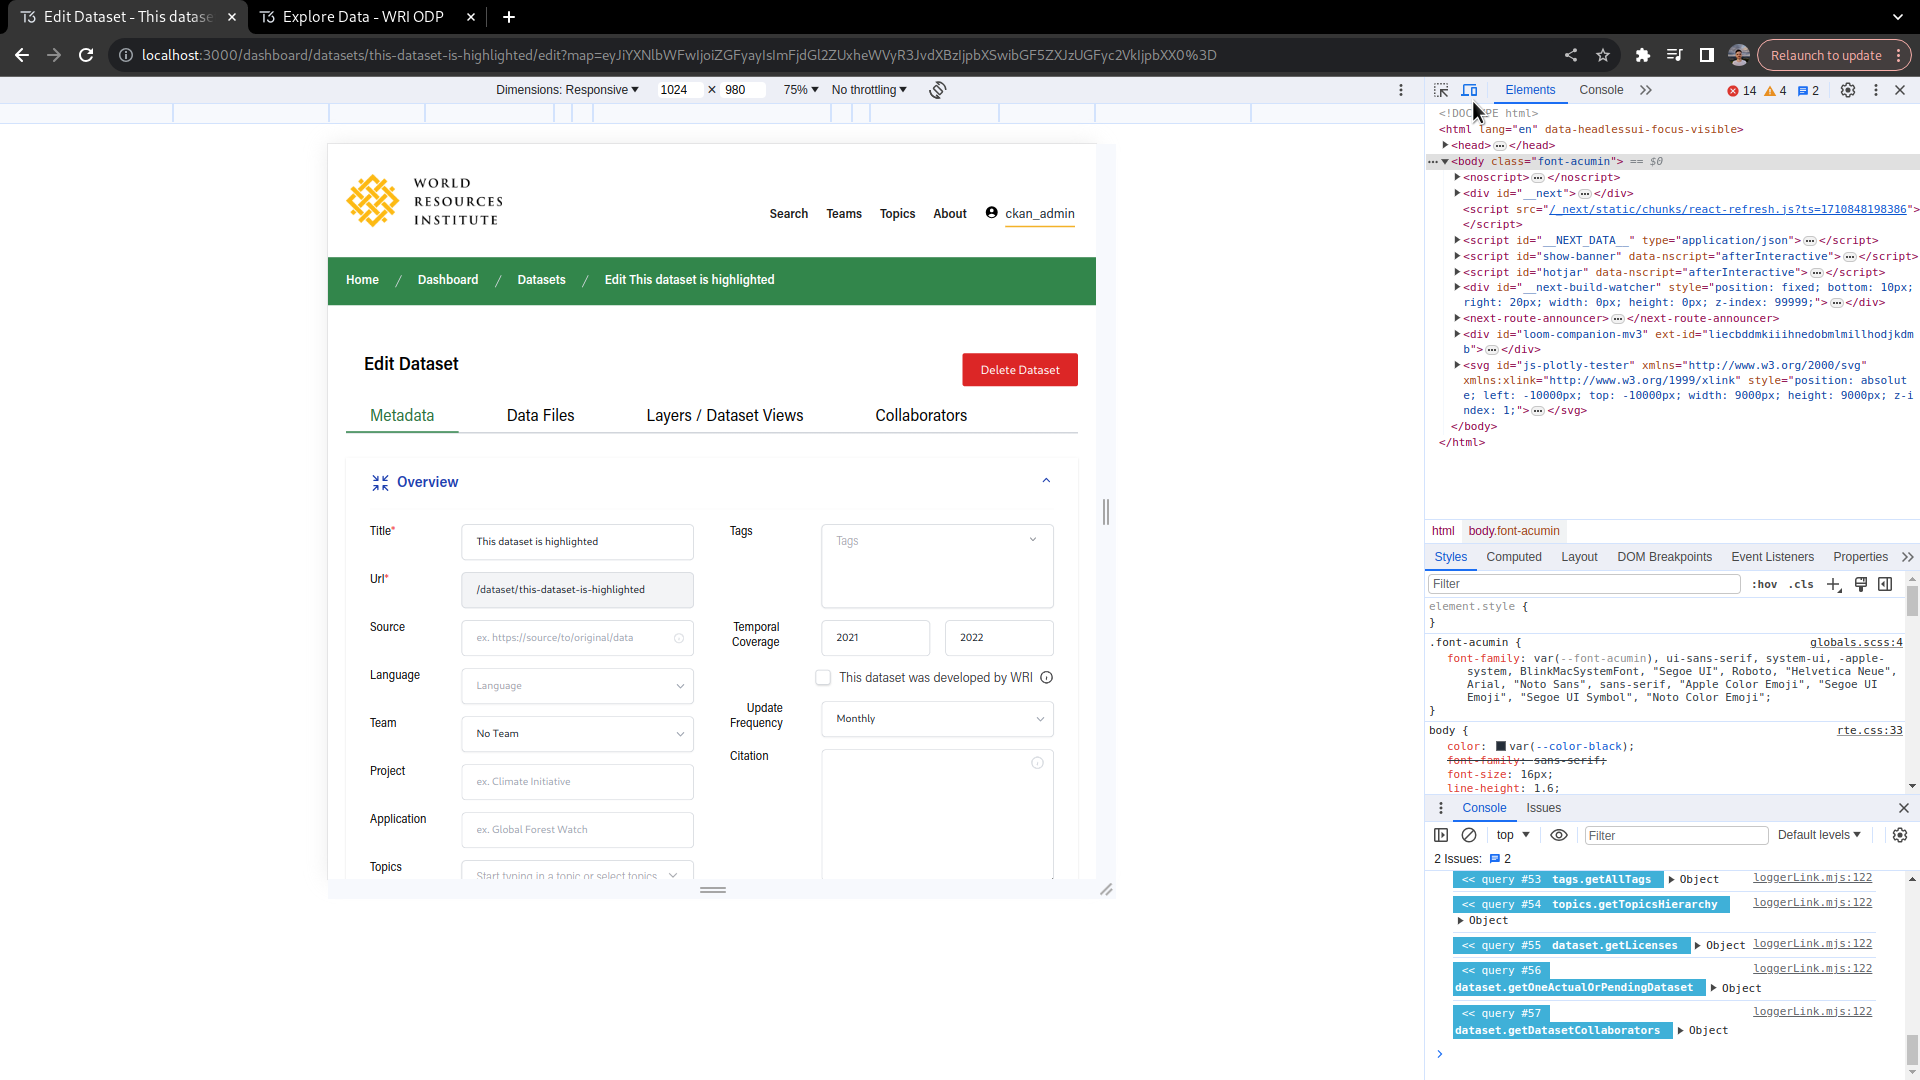 Edit Dataset - This datase
Explore Data - WRI ODP
localhost:3000/dashboard/datasets/this-dataset-is-highlighted/edit?map=eyJiYXNlbWFwIjoiZGFyayIsImFjdGl2ZUxheWVyR3JvdXBzIjpbXSwibGF5ZXJzUGFyc2VkIjpbXX0%3D
Relaunch to update
Dimensions: Responsive
1024 × 980
75%
No throttling
WORLD
RESOURCES
INSTITUTE
Search
Teams
Topics
About
ckan_admin
Home / Dashboard / Datasets / Edit This dataset is highlighted
Edit Dataset
Delete Dataset
Metadata
Data Files
Layers / Dataset Views
Collaborators
Overview
Title*
This dataset is highlighted
Url*
/dataset/this-dataset-is-highlighted
Source
ex. https://source/to/original/data
Language
Language
Team
No Team
Project
ex. Climate Initiative
Application
ex. Global Forest Watch
Topics
Start typing in a topic or select topics
Tags
Tags
Temporal
Coverage
2021
2022
This dataset was developed by WRI
Update
Frequency
Monthly
Citation
Elements
Console
14
4
2
<!DOCTYPE html>
<html lang="en" data-headlessui-focus-visible>
<head>…</head>
<body class="font-acumin"> == $0
<noscript>…</noscript>
<div id="__next">…</div>
<script src="/_next/static/chunks/react-refresh.js?ts=1710848198386">
</script>
<script id="__NEXT_DATA__" type="application/json">…</script>
<script id="show-banner" data-nscript="afterInteractive">…</script>
<script id="hotjar" data-nscript="afterInteractive">…</script>
<div id="__next-build-watcher" style="position: fixed; bottom: 10px;
right: 20px; width: 0px; height: 0px; z-index: 99999;">…</div>
<next-route-announcer>…</next-route-announcer>
<div id="loom-companion-mv3" ext-id="liecbddmkiiihnedobmlmillhodjkdm
b">…</div>
<svg id="js-plotly-tester" xmlns="http://www.w3.org/2000/svg"
xmlns:xlink="http://www.w3.org/1999/xlink" style="position: absolut
e; left: -10000px; top: -10000px; width: 9000px; height: 9000px; z-i
ndex: 1;">…</svg>
</body>
</html>
html
body.font-acumin
Styles
Computed
Layout
DOM Breakpoints
Event Listeners
Properties
Filter
:hov
.cls
element.style {
}
.font-acumin {
globals.scss:4
font-family: var(--font-acumin), ui-sans-serif, system-ui, -apple-
system, BlinkMacSystemFont, "Segoe UI", Roboto, "Helvetica Neue",
Arial, "Noto Sans", sans-serif, "Apple Color Emoji", "Segoe UI
Emoji", "Segoe UI Symbol", "Noto Color Emoji";
}
body {
rte.css:33
color: var(--color-black);
font-family: sans-serif;
font-size: 16px;
line-height: 1.6;
Console
Issues
top
Filter
Default levels
2 Issues: 2
<< query #53 tags.getAllTags Object
loggerLink.mjs:122
<< query #54 topics.getTopicsHierarchy
loggerLink.mjs:122
Object
<< query #55 dataset.getLicenses Object
loggerLink.mjs:122
<< query #56
loggerLink.mjs:122
dataset.getOneActualOrPendingDataset Object
<< query #57
loggerLink.mjs:122
dataset.getDatasetCollaborators Object